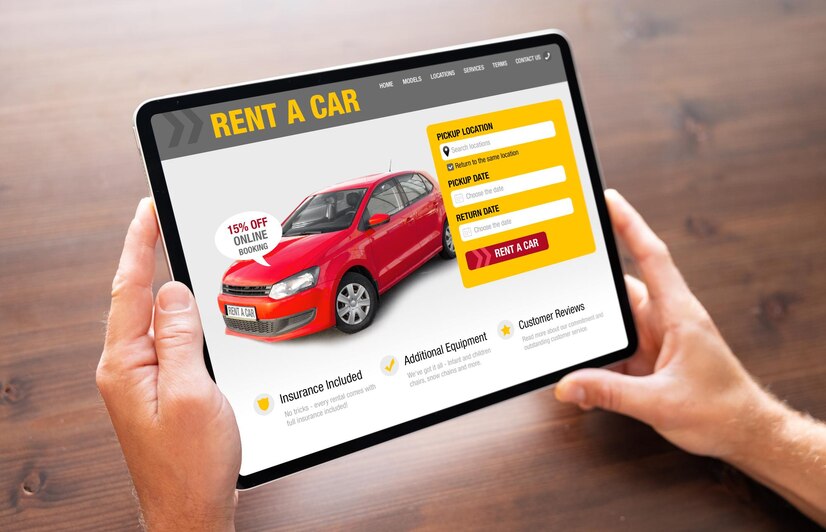 RENT A CAR
HOME MODELS LOCATIONS SERVICES TERMS CONTACT US
15% OFF
ONLINE
BOOKING
RENT A CAR
PICKUP LOCATION
Search locations
Return to the same location
PICKUP DATE
Choose the date
RETURN DATE
Choose the date
RENT A CAR
Insurance Included
No tricks - every rental comes with
full insurance included!
Additional Equipment
We've got it all - infant and children
chairs, snow chains and more.
Customer Reviews
Read more about our commitment and
outstanding customer service